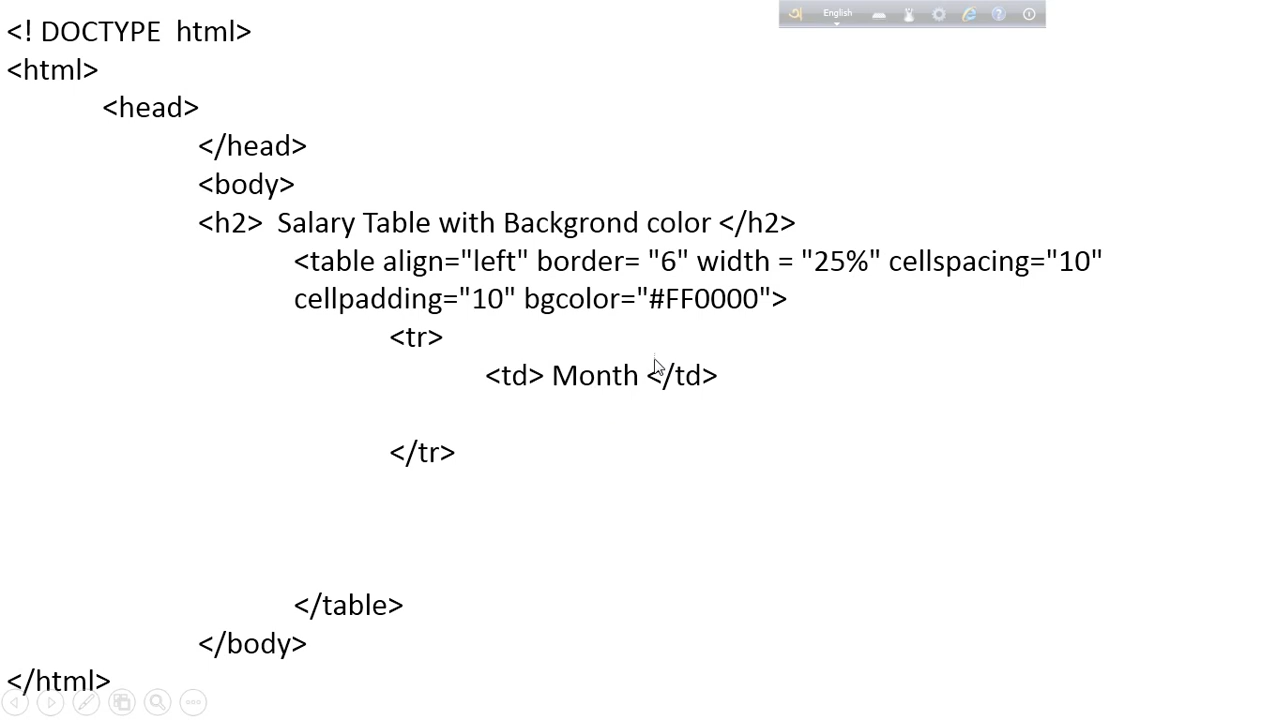 অ English
<! DOCTYPE  html>
<html>
<head>
</head>
<body>
<h2>  Salary Table with Backgrond color </h2>
<table align="left" border= "6" width = "25%" cellspacing="10"
cellpadding="10" bgcolor="#FF0000">
<tr>
<td> Month </td>
</tr>
</table>
</body>
</html>